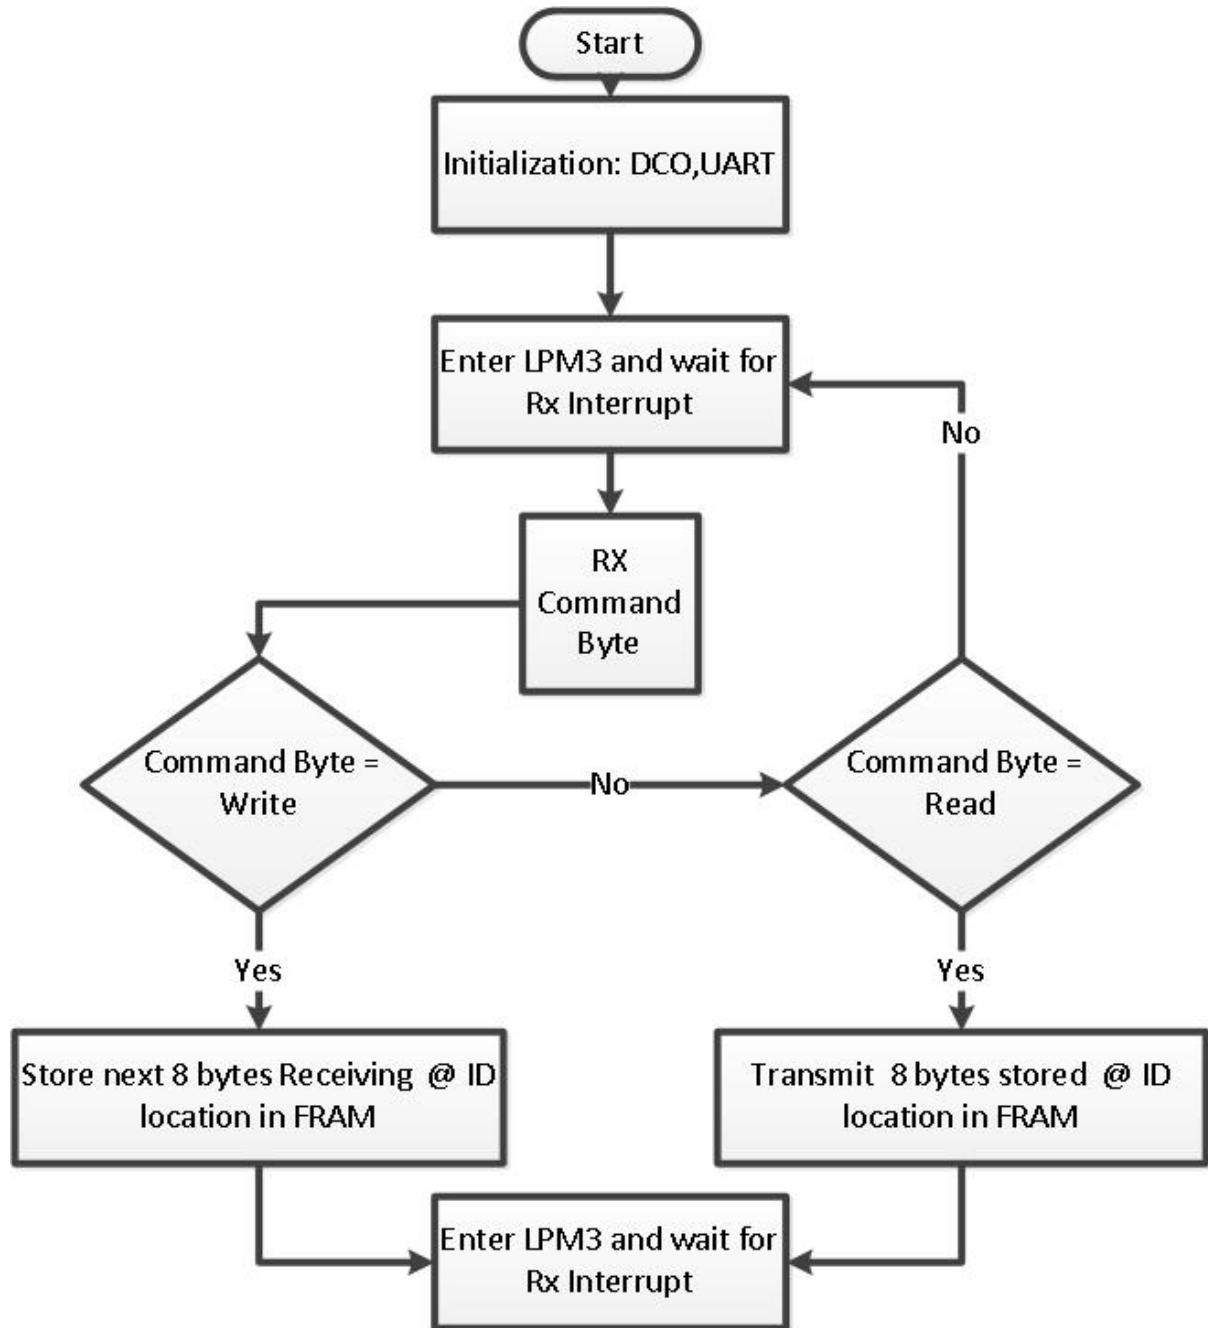 Start
Initialization: DCO,UART
Enter LPM3 and wait for
Rx Interrupt
No
RX
Command
Byte
Command Byte =
Write
No
Command Byte =
Read
Yes
Yes
Store next 8 bytes Receiving @ ID
location in FRAM
Transmit 8 bytes stored @ ID
location in FRAM
Enter LPM3 and wait for
Rx Interrupt